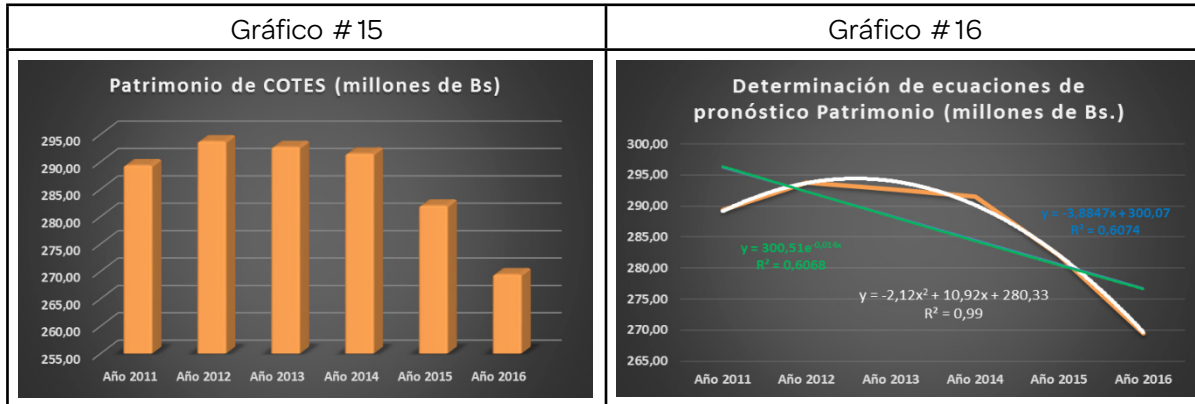 Gráfico #15
Gráfico #16
Patrimonio de COTES (millones de Bs)
295,00
290,00
285,00
280,00
275,00
270,00
265,00
260,00
255,00
Año 2011 Año 2012 Año 2013 Año 2014 Año 2015 Año 2016
Determinación de ecuaciones de
pronóstico Patrimonio (millones de Bs.)
300,00
295,00
290,00
285,00
280,00
275,00
270,00
265,00
y = -3,8847x + 300,07
R² = 0,6074
y = 300,51e-0,014x
R² = 0,6068
y = -2,12x² + 10,92x + 280,33
R² = 0,99
Año 2011 Año 2012 Año 2013 Año 2014 Año 2015 Año 2016